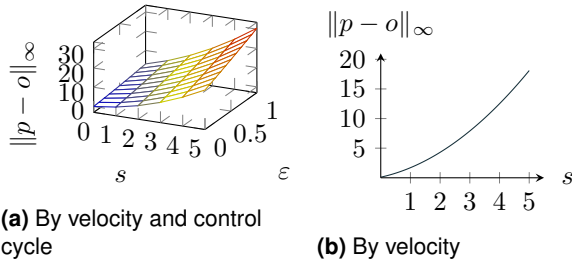 ‖p − o‖∞
30
20
10
0
0 1 2 3 4 5
0 0.5 1
s
ε
(a) By velocity and control
cycle
‖p − o‖∞
20
15
10
5
1 2 3 4 5
s
(b) By velocity